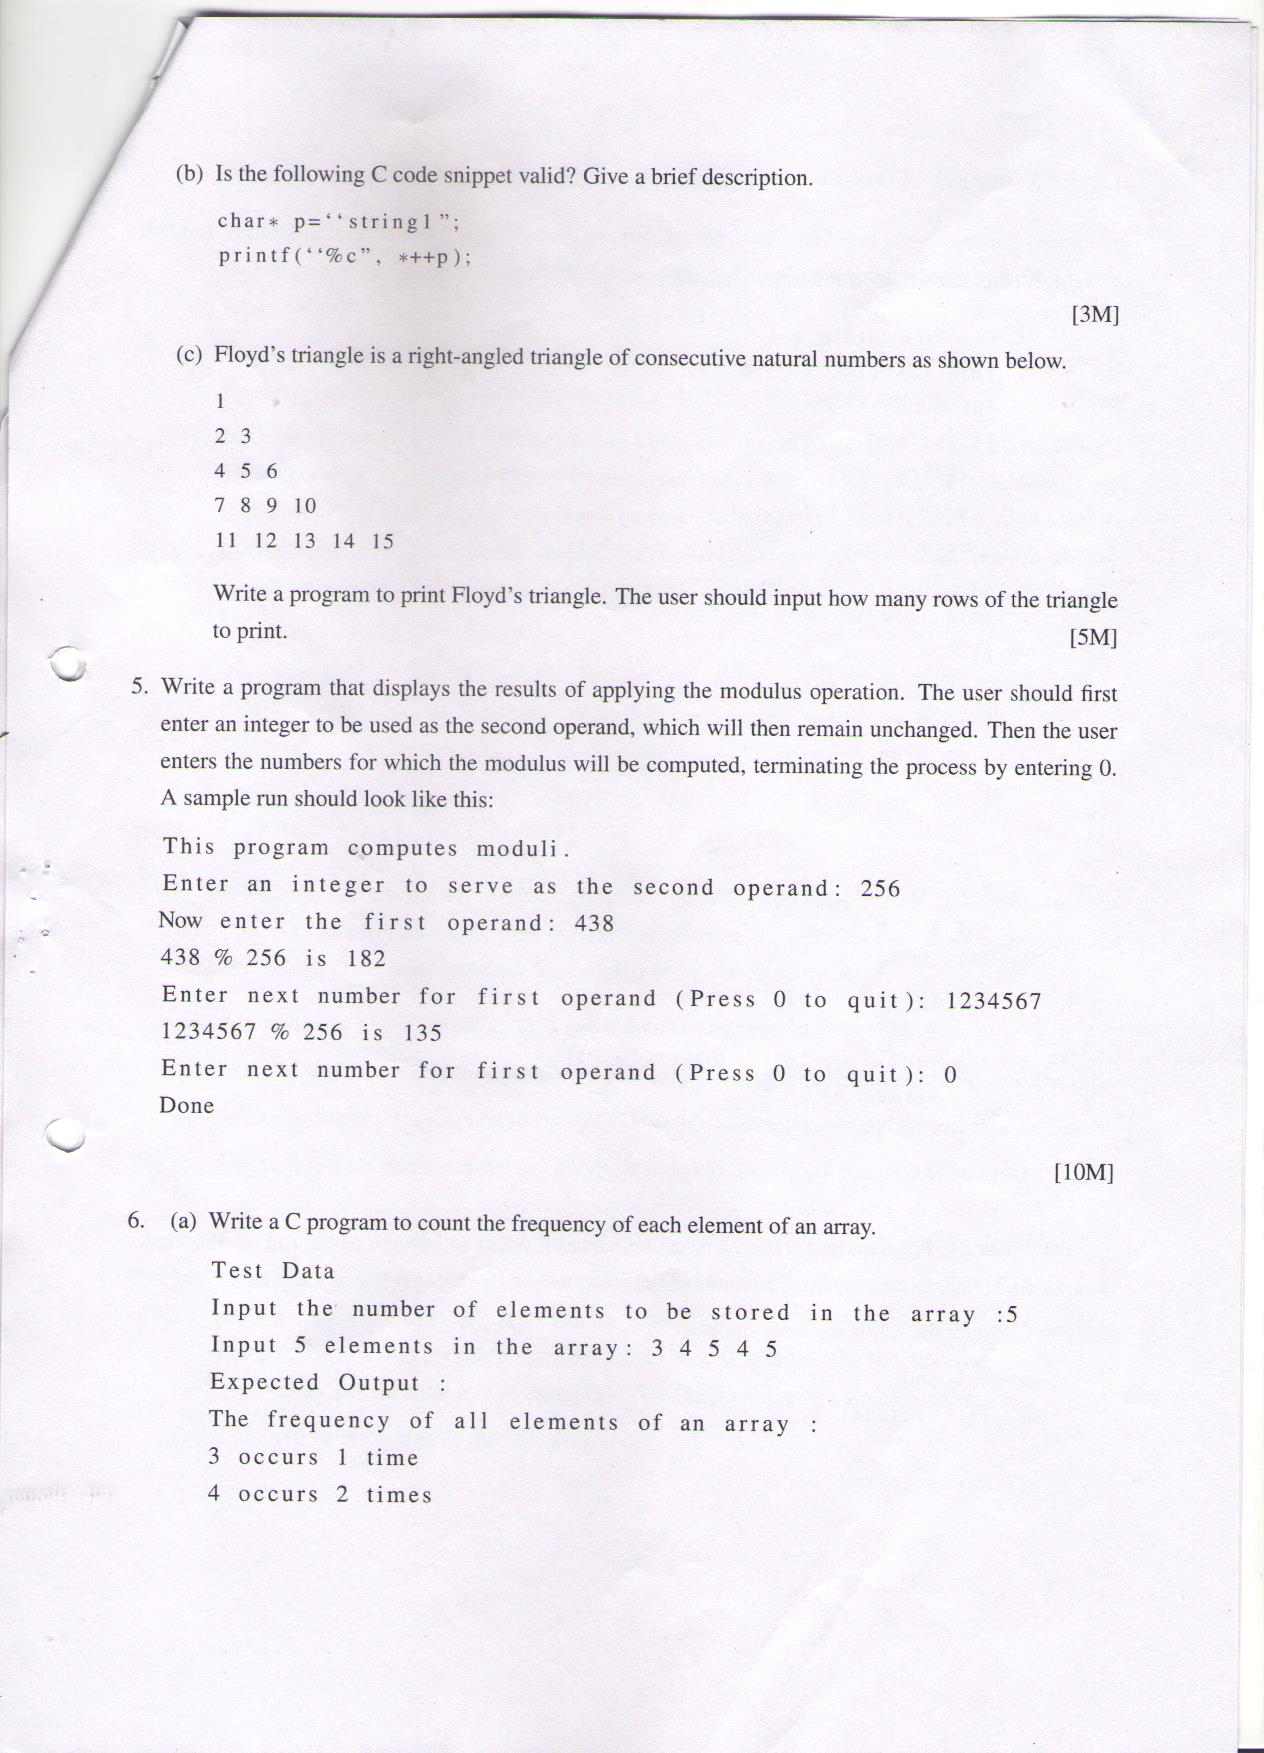 (b) Is the following C code snippet valid? Give a brief description.
char* p=‘‘string1”;
printf(‘‘%c”, *++p);
[3M]
(c) Floyd’s triangle is a right-angled triangle of consecutive natural numbers as shown below.
1
2 3
4 5 6
7 8 9 10
11 12 13 14 15
Write a program to print Floyd’s triangle. The user should input how many rows of the triangle
to print. [5M]
5. Write a program that displays the results of applying the modulus operation. The user should first
enter an integer to be used as the second operand, which will then remain unchanged. Then the user
enters the numbers for which the modulus will be computed, terminating the process by entering 0.
A sample run should look like this:
This program computes moduli.
Enter an integer to serve as the second operand: 256
Now enter the first operand: 438
438 % 256 is 182
Enter next number for first operand (Press 0 to quit): 1234567
1234567 % 256 is 135
Enter next number for first operand (Press 0 to quit): 0
Done
[10M]
6. (a) Write a C program to count the frequency of each element of an array.
Test Data
Input the number of elements to be stored in the array :5
Input 5 elements in the array: 3 4 5 4 5
Expected Output :
The frequency of all elements of an array :
3 occurs 1 time
4 occurs 2 times